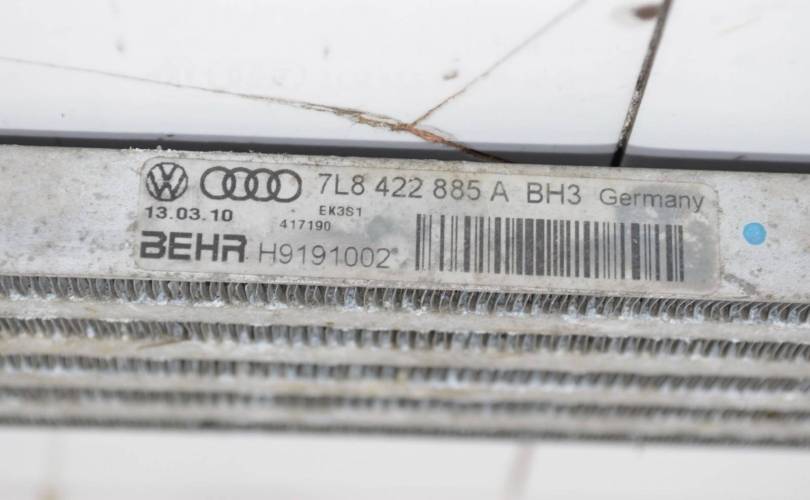 7L8 422 885 A BH3 Germany
13.03.10 EK3S1
417190
BEHR H9191002